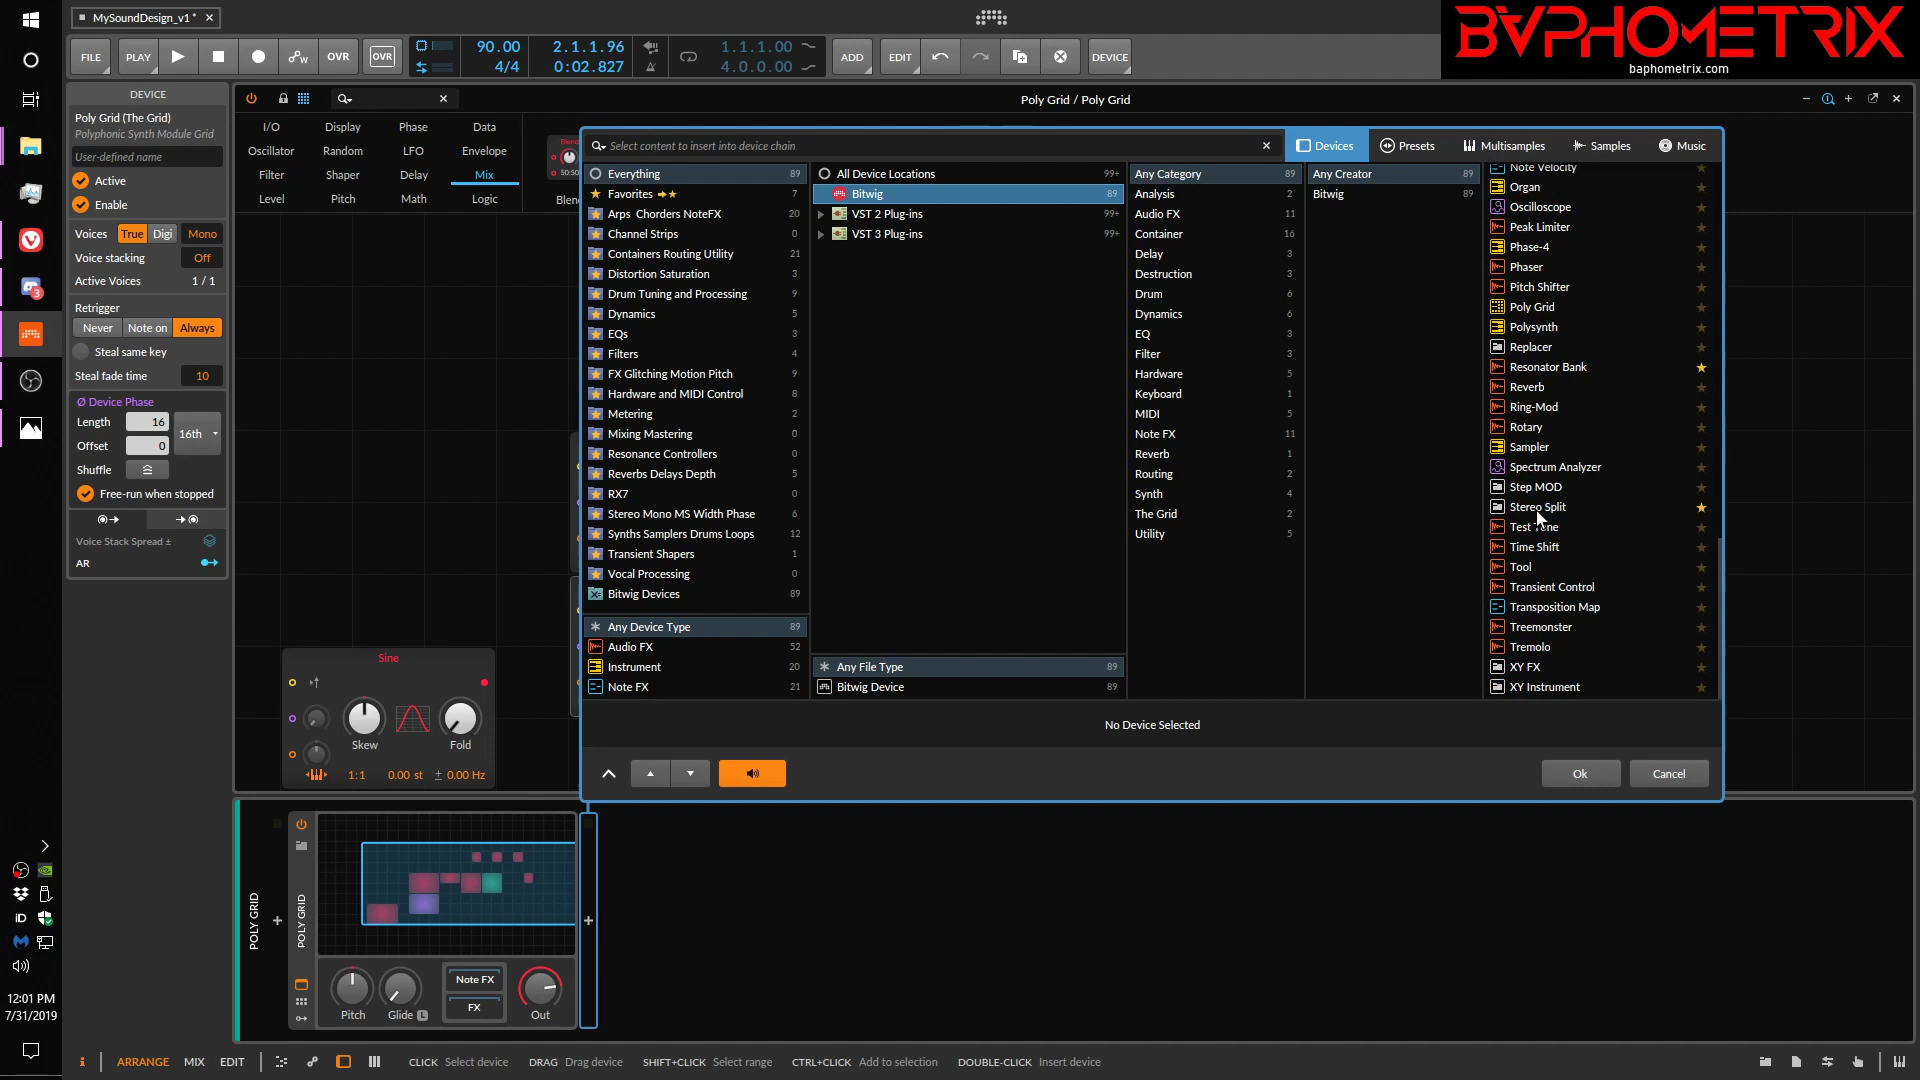 MySoundDesign_v1* ×
BVPHOMETRIX
baphometrix.com
FILE PLAY OVR OVR 90.00 4/4 2.1.1.96 0:02.827 1.1.1.00 4.0.0.00 ADD EDIT DEVICE
DEVICE
Poly Grid (The Grid)
Polyphonic Synth Module Grid
User-defined name
Active
Enable
Voices True Digi Mono
Voice stacking Off
Active Voices 1 / 1
Retrigger
Never Note on Always
Steal same key
Steal fade time 10
Ø Device Phase
Length 16 16th
Offset 0
Shuffle
Free-run when stopped
Voice Stack Spread ±
AR
Poly Grid / Poly Grid
I/O Display Phase Data
Oscillator Random LFO Envelope
Filter Shaper Delay Mix
Level Pitch Math Logic
Blend
50:50
Blen
Select content to insert into device chain
Devices Presets Multisamples Samples Music
Everything 89
Favorites 7
Arps Chorders NoteFX 20
Channel Strips 0
Containers Routing Utility 21
Distortion Saturation 3
Drum Tuning and Processing 9
Dynamics 5
EQs 3
Filters 4
FX Glitching Motion Pitch 9
Hardware and MIDI Control 8
Metering 2
Mixing Mastering 0
Resonance Controllers 0
Reverbs Delays Depth 5
RX7 0
Stereo Mono MS Width Phase 6
Synths Samplers Drums Loops 12
Transient Shapers 1
Vocal Processing 0
Bitwig Devices 89
Any Device Type 89
Audio FX 52
Instrument 20
Note FX 21
All Device Locations 99+
Bitwig 89
VST 2 Plug-ins 99+
VST 3 Plug-ins 99+
Any File Type 89
Bitwig Device 89
Any Category 89
Analysis 2
Audio FX 11
Container 16
Delay 3
Destruction 3
Drum 6
Dynamics 6
EQ 3
Filter 3
Hardware 5
Keyboard 1
MIDI 5
Note FX 11
Reverb 1
Routing 2
Synth 4
The Grid 2
Utility 5
Any Creator 89
Bitwig 89
Note Velocity
Organ
Oscilloscope
Peak Limiter
Phase-4
Phaser
Pitch Shifter
Poly Grid
Polysynth
Replacer
Resonator Bank
Reverb
Ring-Mod
Rotary
Sampler
Spectrum Analyzer
Step MOD
Stereo Split
Test Tone
Time Shift
Tool
Transient Control
Transposition Map
Treemonster
Tremolo
XY FX
XY Instrument
No Device Selected
Ok Cancel
Sine
Skew Fold
1:1 0.00 st ± 0.00 Hz
POLY GRID
POLY GRID
Note FX
FX
Pitch Glide L Out
3
iD
12:01 PM
7/31/2019
i ARRANGE MIX EDIT CLICK Select device DRAG Drag device SHIFT+CLICK Select range CTRL+CLICK Add to selection DOUBLE-CLICK Insert device